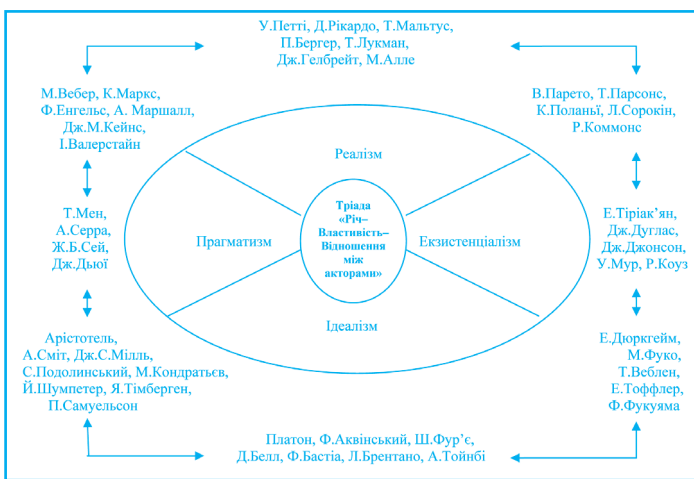 У.Петті, Д.Рікардо, Т.Мальтус,
П.Бергер, Т.Лукман,
Дж.Гелбрейт, М.Алле
М.Вебер, К.Маркс,
Ф.Енгельс, А. Маршалл,
Дж.М.Кейнс,
І.Валерстайн
В.Парето, Т.Парсонс,
К.Поланьї, Л.Сорокін,
Р.Коммонс
Реалізм
Т.Мен,
А.Серра,
Ж.Б.Сей,
Дж.Дьюї
Прагматизм
Тріада
«Річ–
Властивість–
Відношення
між
акторами»
Екзистенціалізм
Е.Тіріак’ян,
Дж.Дуглас,
Дж.Джонсон,
У.Мур, Р.Коуз
Ідеалізм
Арістотель,
А.Сміт, Дж.С.Мілль,
С.Подолинський, М.Кондратьєв,
Й.Шумпетер, Я.Тімберген,
П.Самуельсон
Е.Дюркгейм,
М.Фуко,
Т.Веблен,
Е.Тоффлер,
Ф.Фукуяма
Платон, Ф.Аквінський, Ш.Фур’є,
Д.Белл, Ф.Бастіа, Л.Брентано, А.Тойнбі